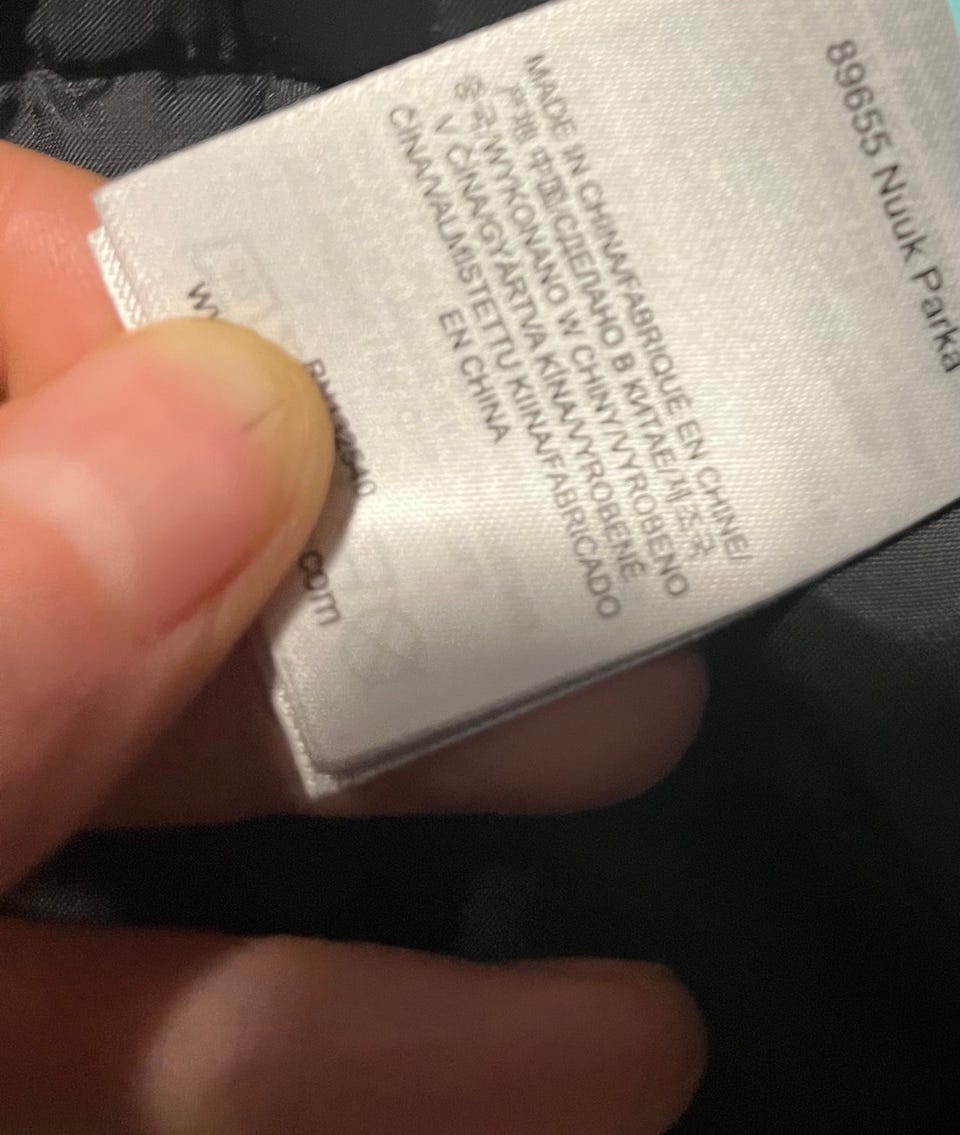 89655 Nuuk Parka
MADE IN CHINA/FABRIQUÉ EN CHINE/
产地 中国/СДЕЛАНО В КИТАЕ/제조국
중국/WYKONANO W CHINY/VYROBENO
V ČÍNA/GYÁRTVA KÍNA/VYROBENÉ
ČÍNA/VALMISTETTU KIINA/FABRICADO
EN CHINA
com